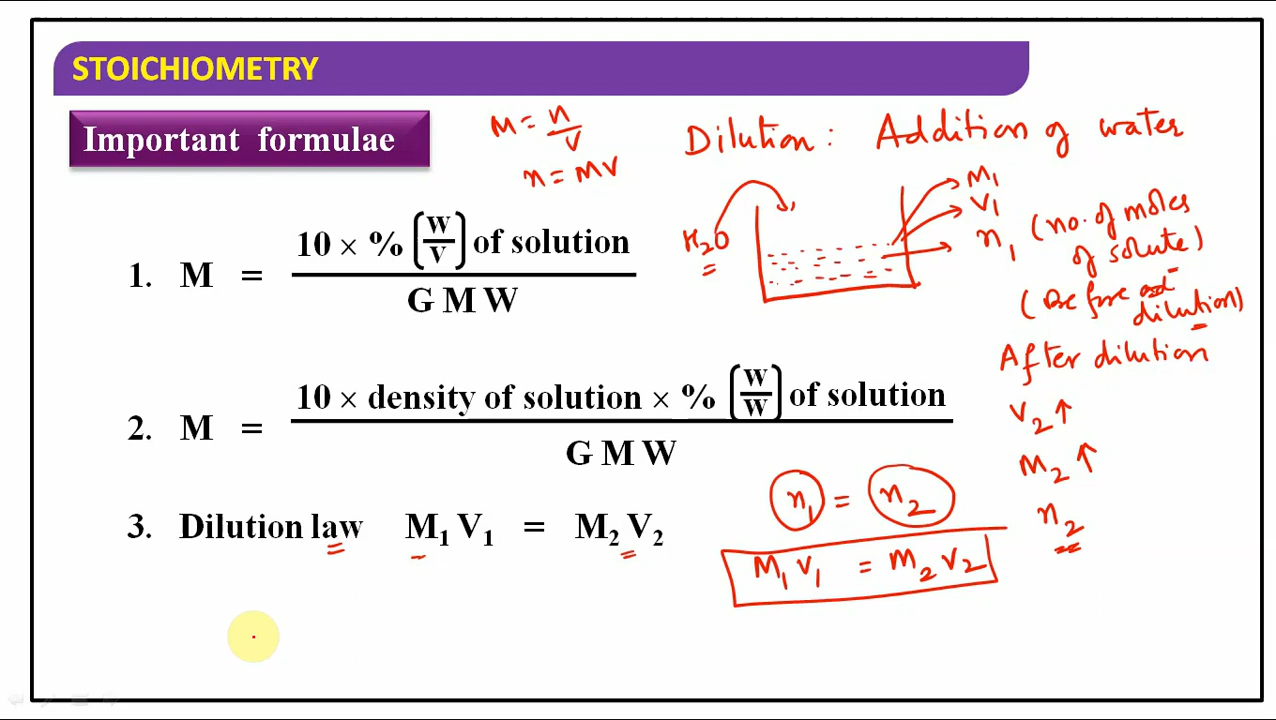 STOICHIOMETRY
Important formulae
M = n/V
n = MV
Dilution: Addition of water
H2O
M1
V1
n1 (no. of moles
of solute)
(Before
dilution)
1. M = 10 × % (W/V) of solution / G M W
After dilution
V2↑
M2↑
n2
2. M = 10 × density of solution × % (W/W) of solution / G M W
n1 = n2
3. Dilution law M1 V1 = M2 V2
M1 V1 = M2 V2